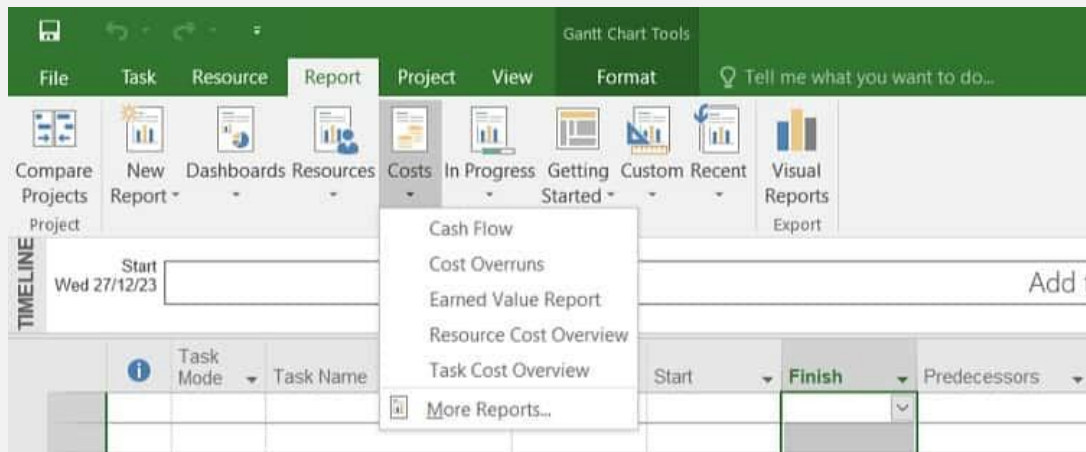 Gantt Chart Tools
File Task Resource Report Project View Format Tell me what you want to do...
Compare Projects
New Report
Dashboards
Resources
Costs
In Progress
Getting Started
Custom
Recent
Visual Reports
Project
Export
Cash Flow
Cost Overruns
Earned Value Report
Resource Cost Overview
Task Cost Overview
More Reports...
TIMELINE
Start
Wed 27/12/23
Add
Task Mode
Task Name
Start
Finish
Predecessors